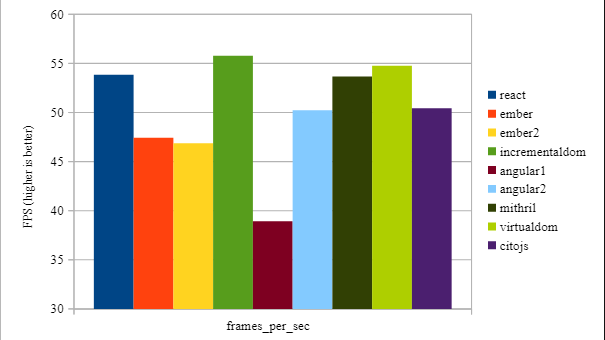 60
55
50
45
40
35
30
FPS (higher is better)
frames_per_sec
react
ember
ember2
incrementaldom
angular1
angular2
mithril
virtualdom
citojs